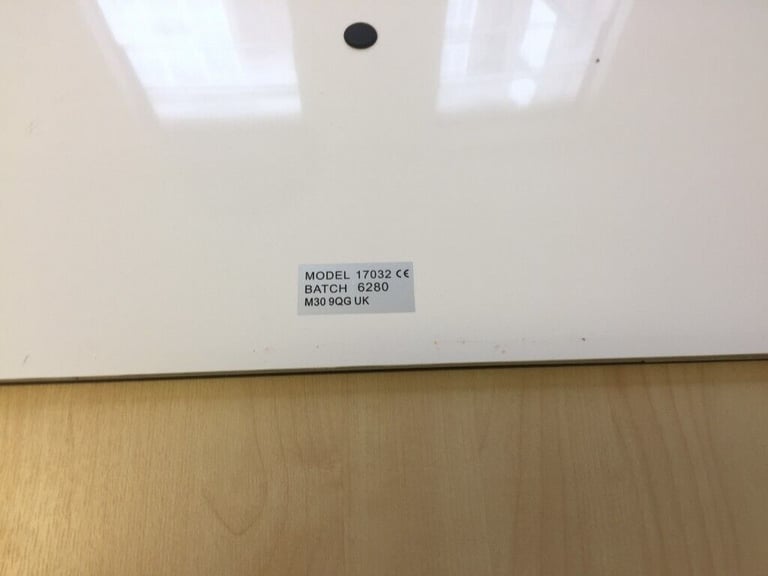 MODEL 17032 CE
BATCH 6280
M30 9QG UK